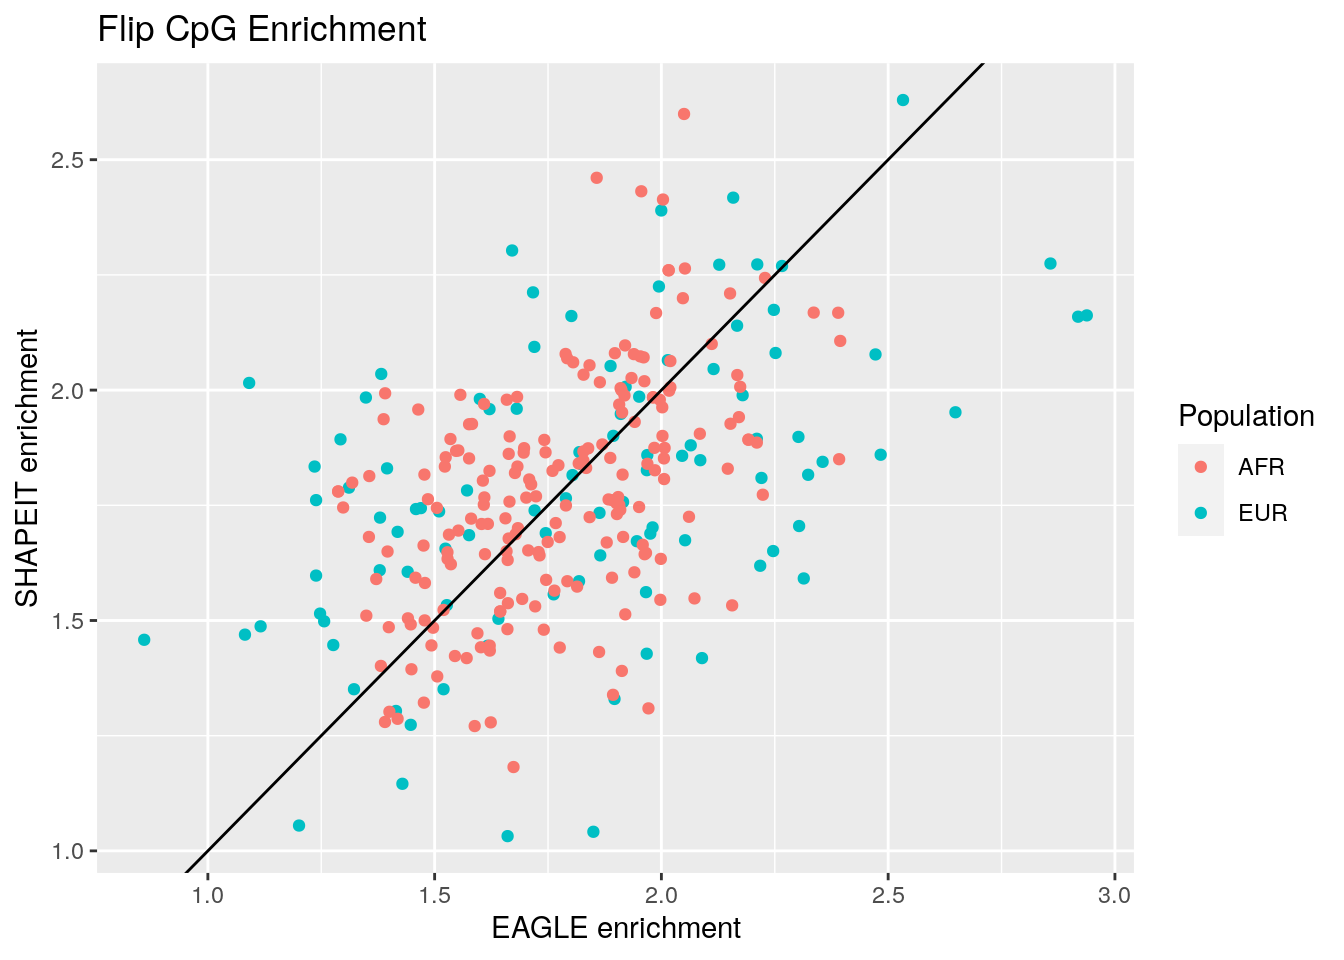 Flip CpG Enrichment
2.5
2.0
1.5
1.0
SHAPEIT enrichment
1.0 1.5 2.0 2.5 3.0
EAGLE enrichment
Population
AFR
EUR